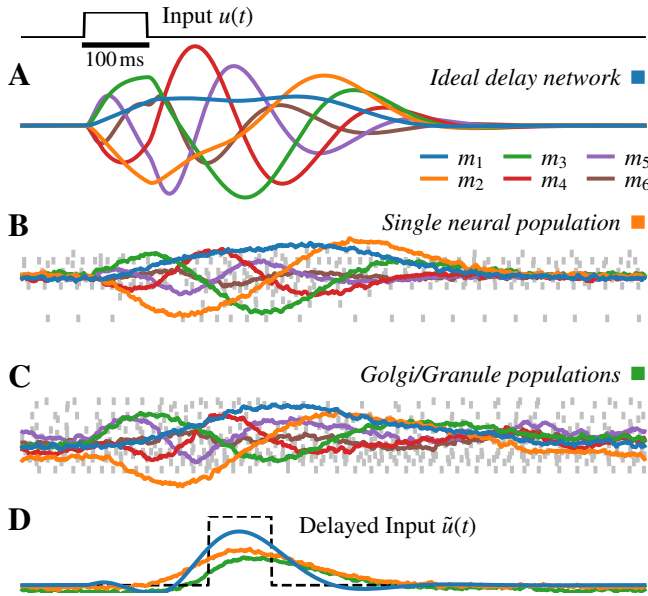 Input u(t)
100 ms
A
Ideal delay network
m₁ m₃ m₅
m₂ m₄ m₆
B
Single neural population
C
Golgi/Granule populations
D
Delayed Input ũ(t)